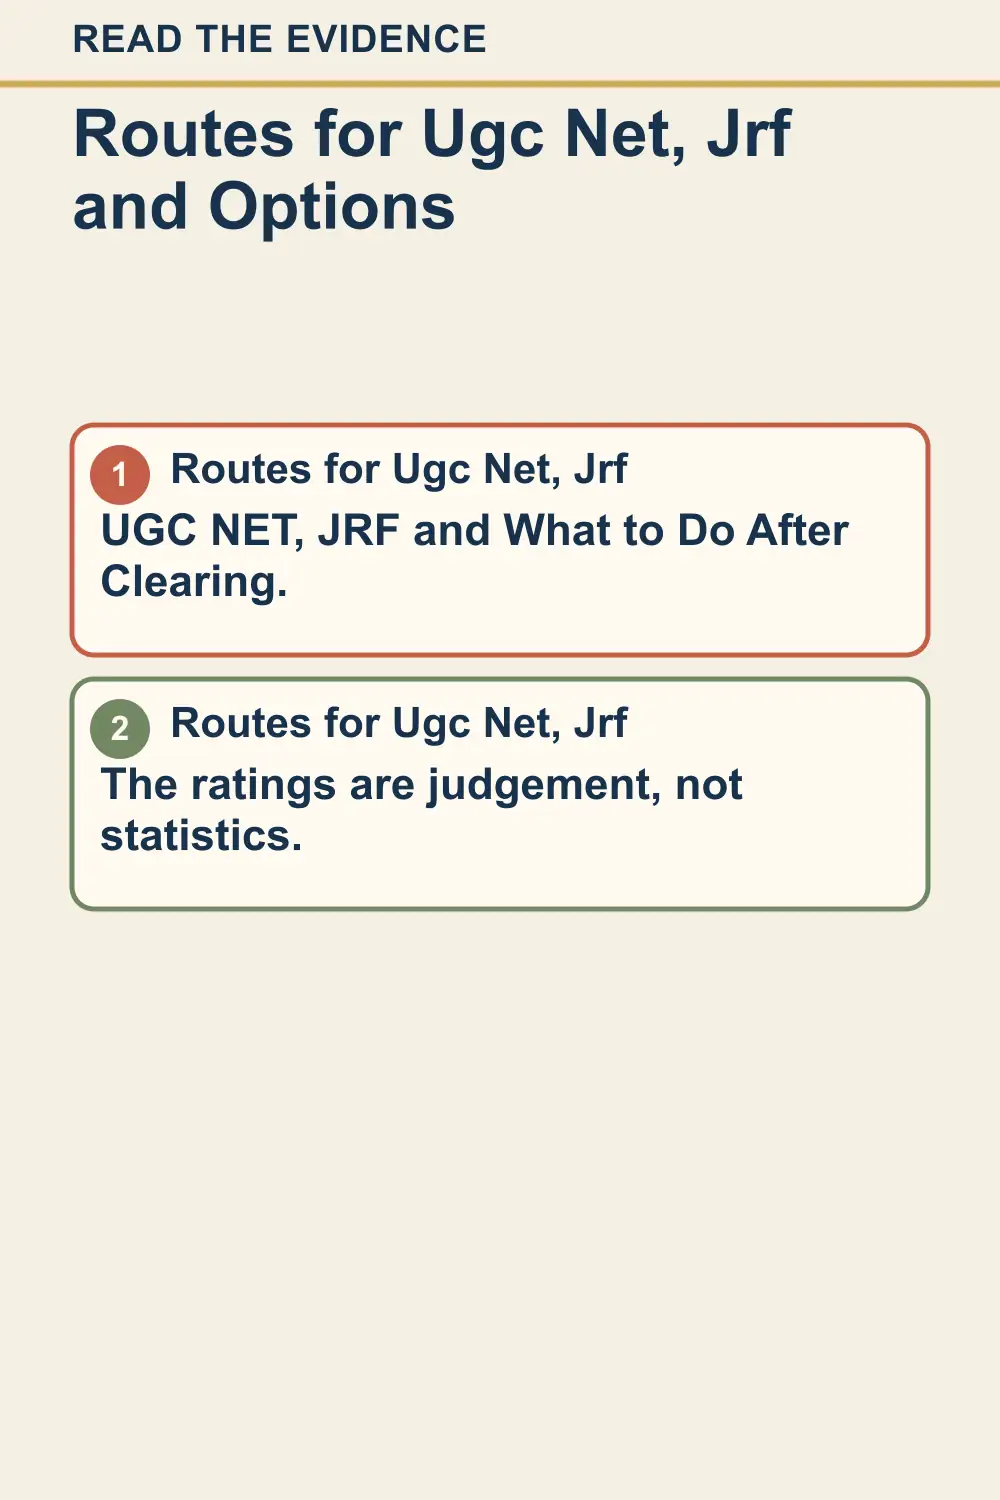 READ THE EVIDENCE
Routes for Ugc Net, Jrf
and Options
1
Routes for Ugc Net, Jrf
UGC NET, JRF and What to Do After
Clearing.
2
Routes for Ugc Net, Jrf
The ratings are judgement, not
statistics.